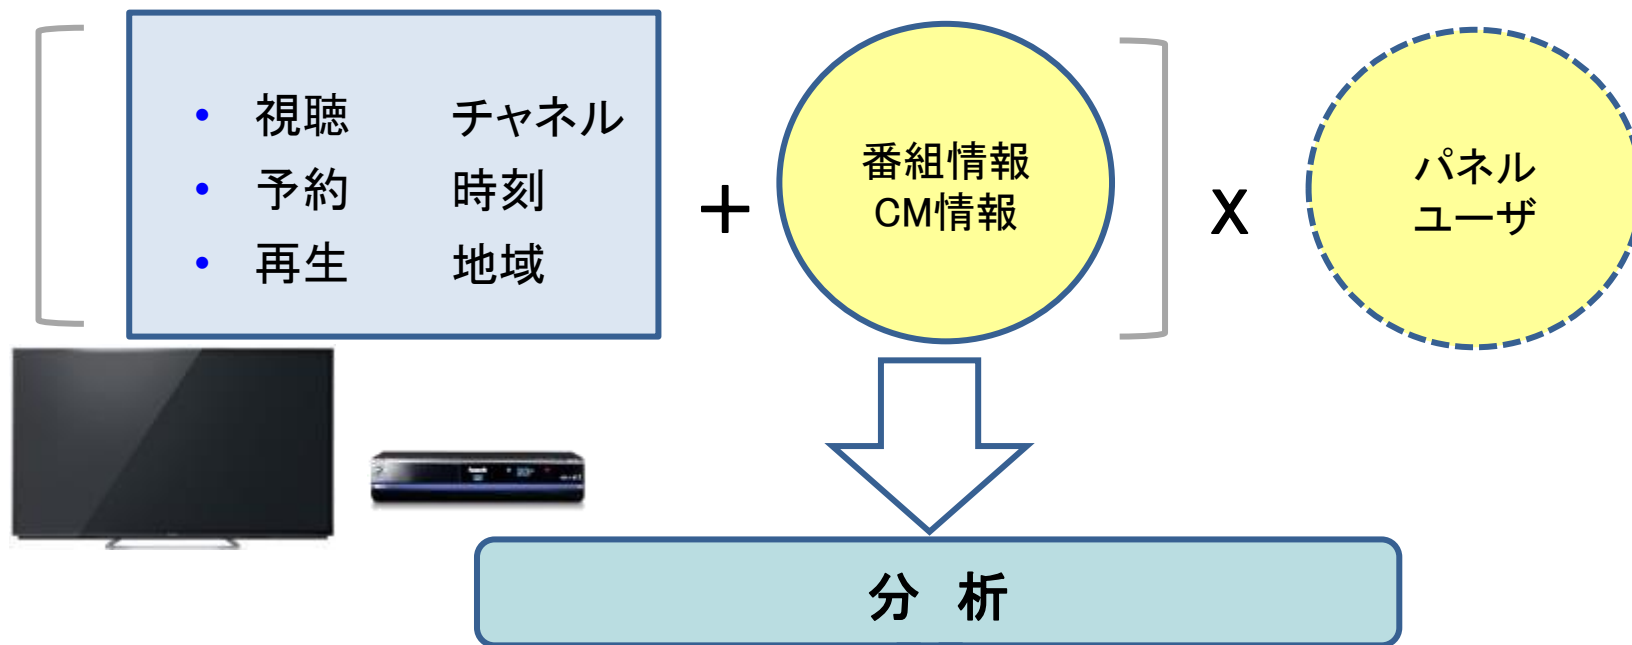 • 視聴 チャネル
• 予約 時刻
• 再生 地域
+
番組情報
CM情報
x
パネル
ユーザ
分 析